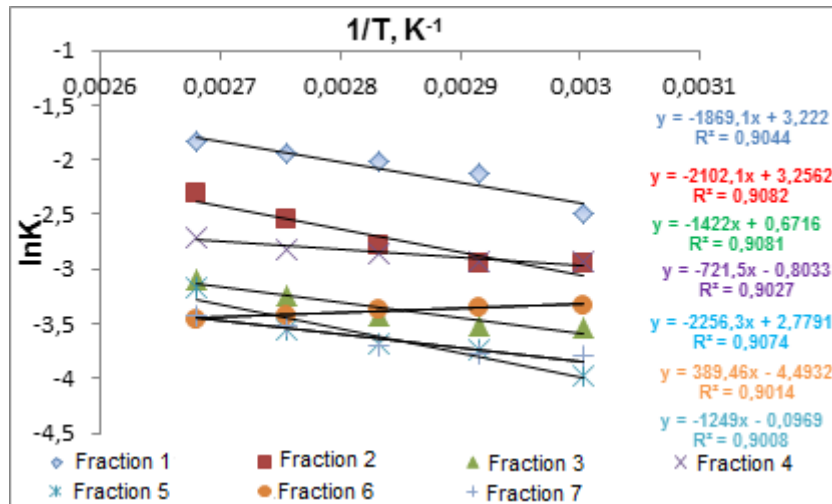 1/T, K⁻¹
-1
0,0026 0,0027 0,0028 0,0029 0,003 0,0031
-1,5
-2
-2,5
-3
-3,5
-4
-4,5
lnK
y = -1869,1x + 3,222
R² = 0,9044
y = -2102,1x + 3,2562
R² = 0,9082
y = -1422x + 0,6716
R² = 0,9081
y = -721,5x - 0,8033
R² = 0,9027
y = -2256,3x + 2,7791
R² = 0,9074
y = 389,46x - 4,4932
R² = 0,9014
y = -1249x - 0,0969
R² = 0,9008
Fraction 1 Fraction 2 Fraction 3 Fraction 4
Fraction 5 Fraction 6 Fraction 7